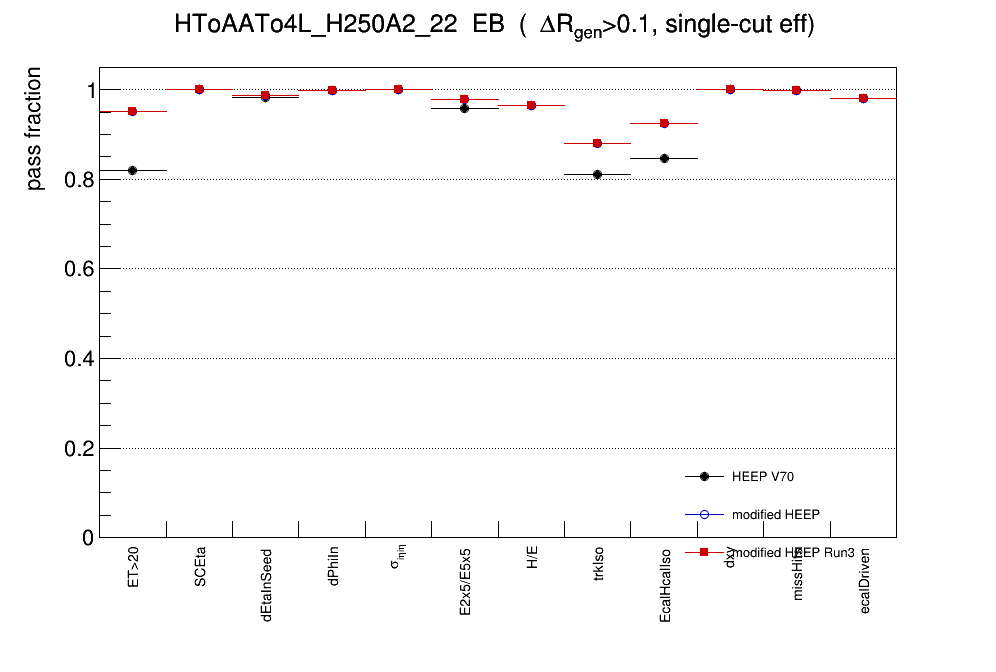 HToAATo4L_H250A2_22 EB ( ΔRgen>0.1, single-cut eff)
pass fraction
1
0.8
0.6
0.4
0.2
0
HEEP V70
modified HEEP
modified HEEP Run3
ET>20
SCEta
dEtaInSeed
dPhiIn
σiηiη
E2x5/E5x5
H/E
trkIso
EcalHcalIso
dxy
missHits
ecalDriven